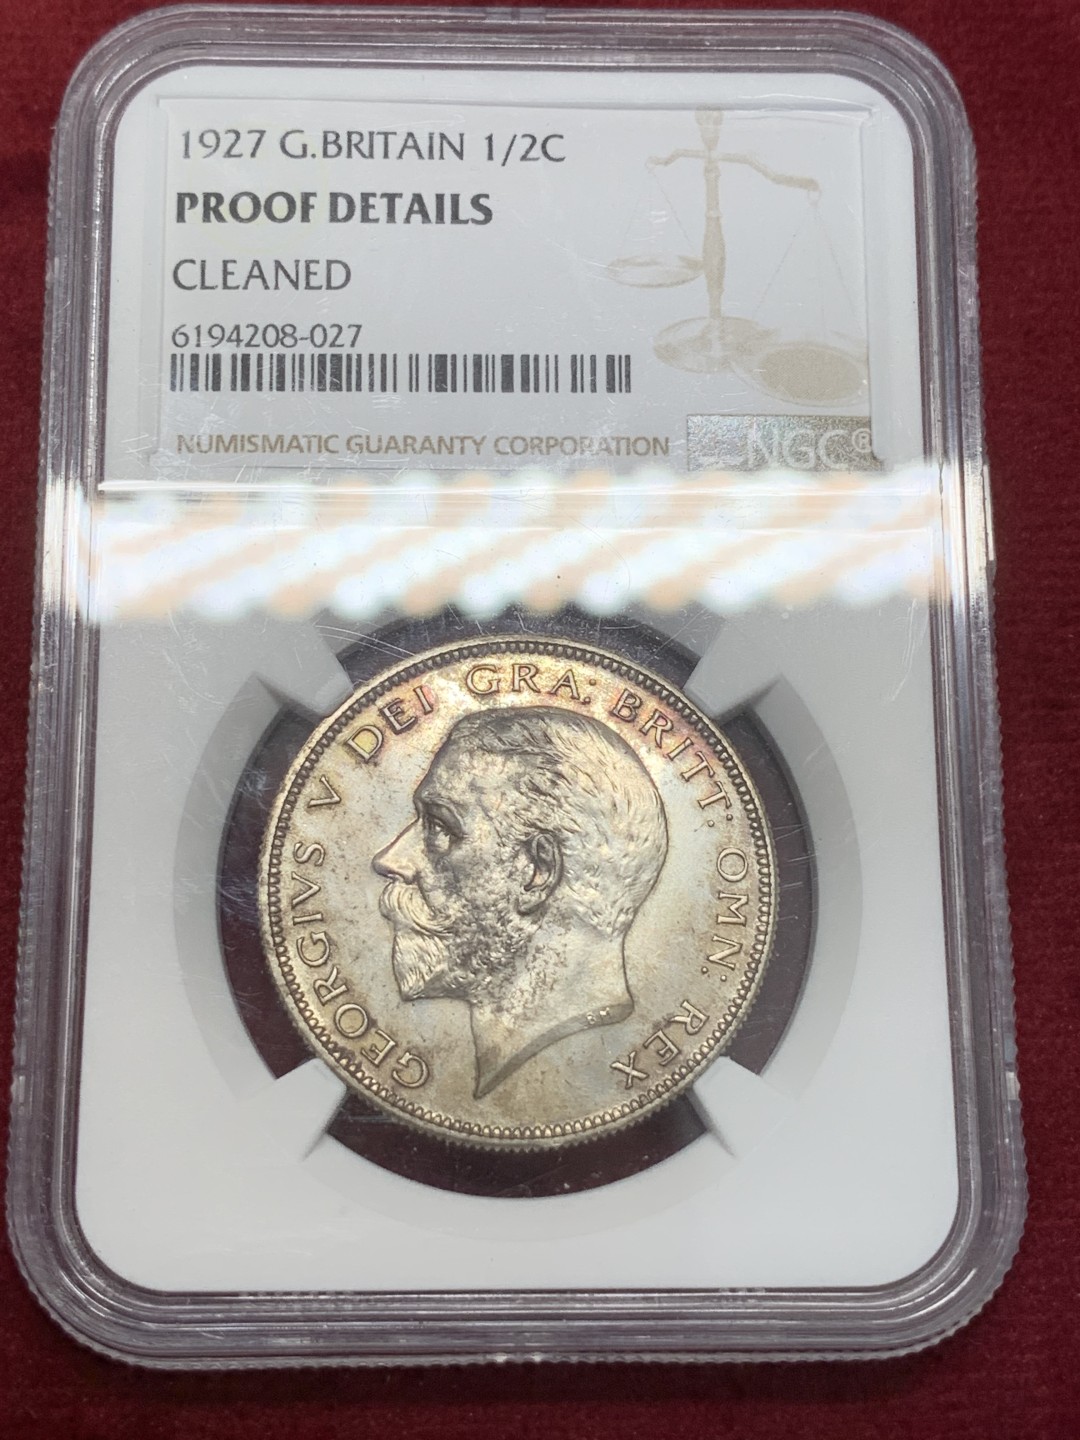 1927 G.BRITAIN 1/2C
PROOF DETAILS
CLEANED
6194208-027
NUMISMATIC GUARANTY CORPORATION
NGC®
GEORGIVS V DEI GRA: BRITT: OMN: REX
BM